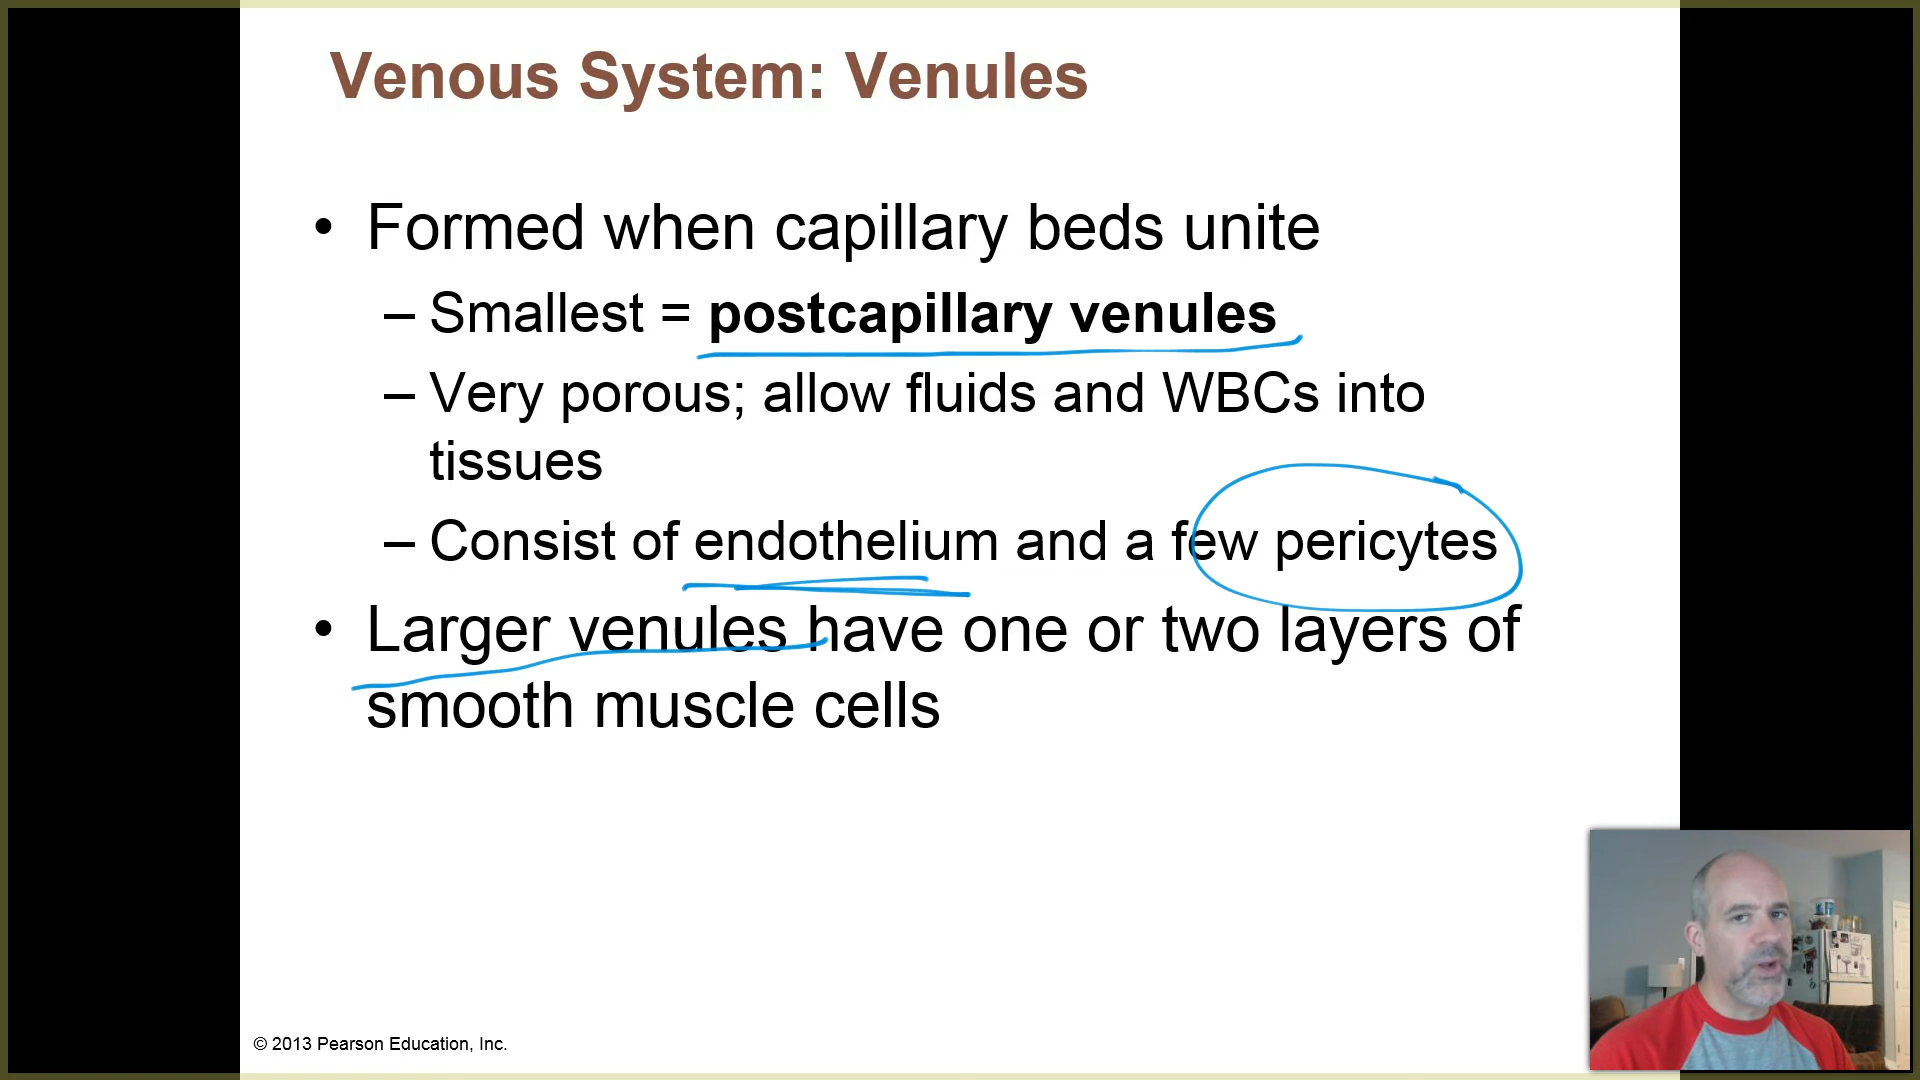 Venous System: Venules
• Formed when capillary beds unite
– Smallest = postcapillary venules
– Very porous; allow fluids and WBCs into
tissues
– Consist of endothelium and a few pericytes
• Larger venules have one or two layers of
smooth muscle cells
© 2013 Pearson Education, Inc.